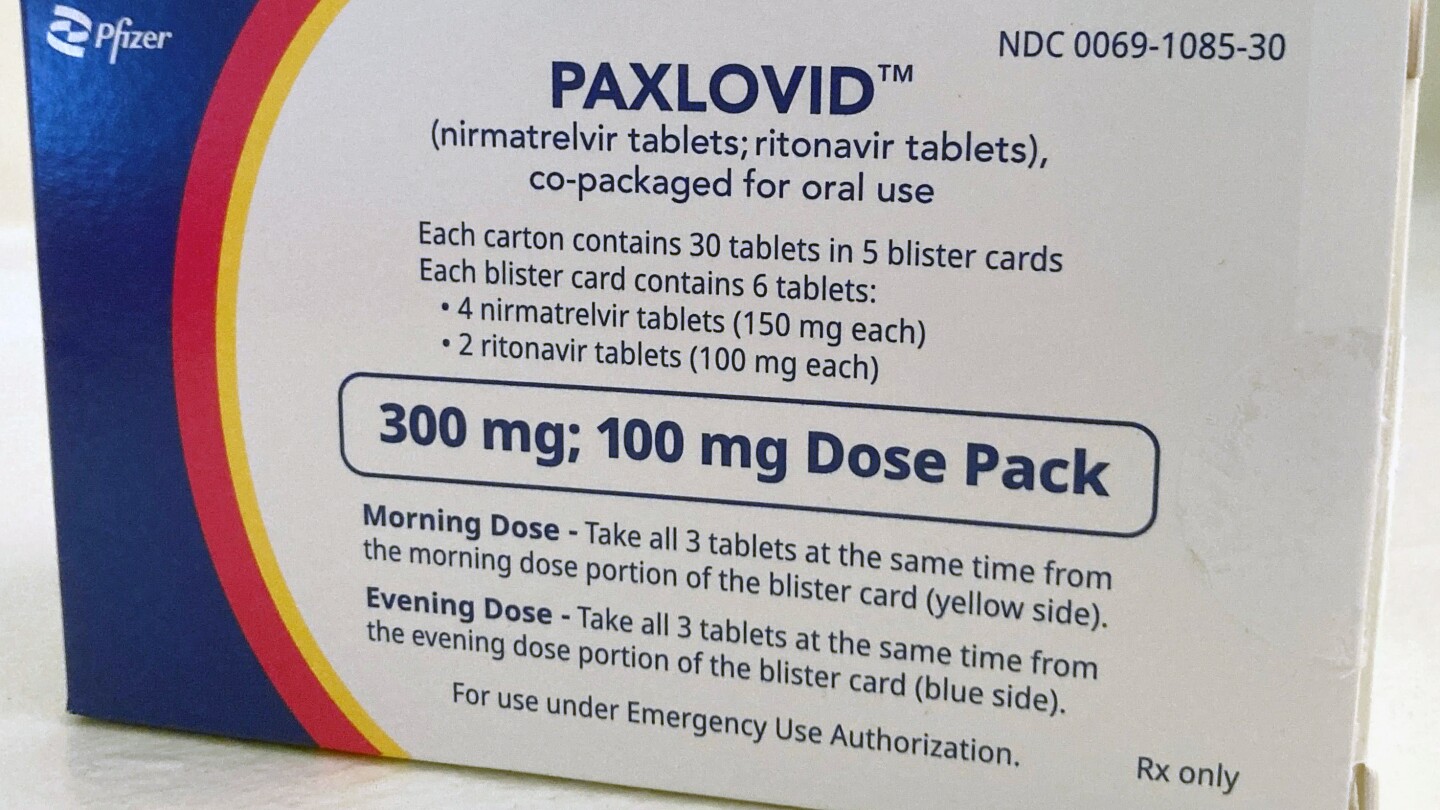 Pfizer
NDC 0069-1085-30
PAXLOVID™
(nirmatrelvir tablets; ritonavir tablets),
co-packaged for oral use
Each carton contains 30 tablets in 5 blister cards
Each blister card contains 6 tablets:
• 4 nirmatrelvir tablets (150 mg each)
• 2 ritonavir tablets (100 mg each)
300 mg; 100 mg Dose Pack
Morning Dose - Take all 3 tablets at the same time from
the morning dose portion of the blister card (yellow side).
Evening Dose - Take all 3 tablets at the same time from
the evening dose portion of the blister card (blue side).
For use under Emergency Use Authorization.
Rx only